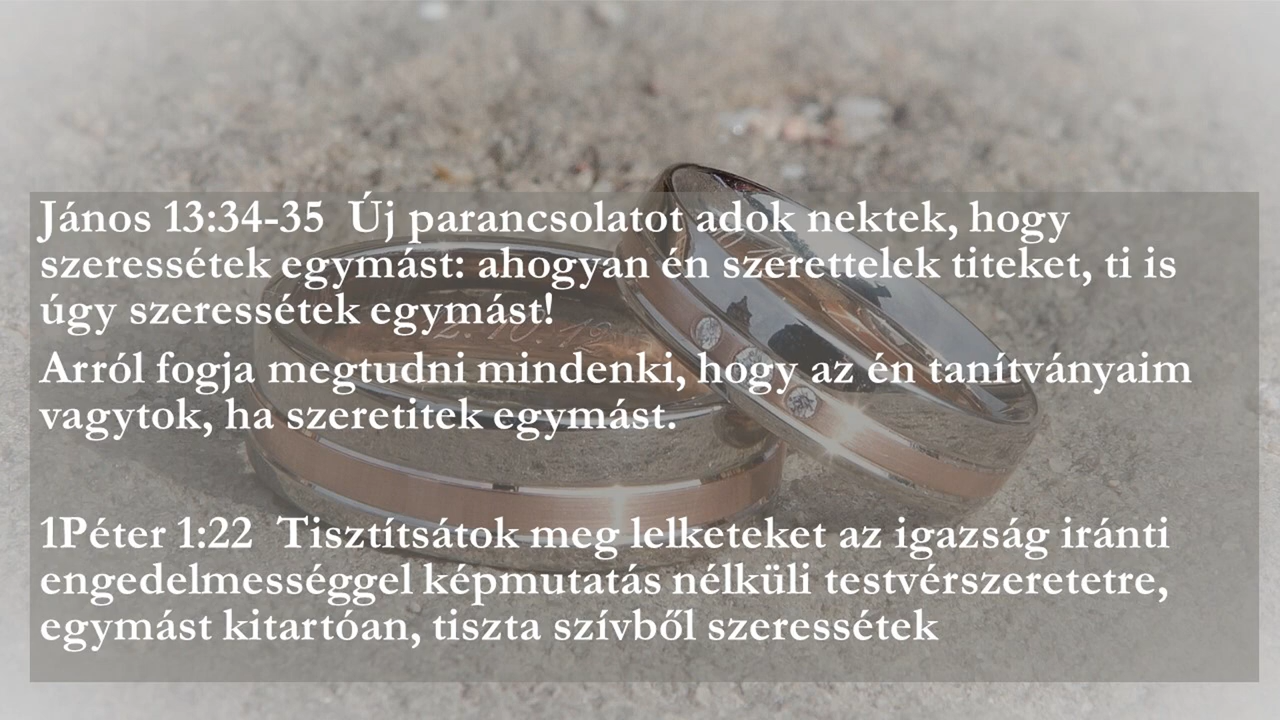 János 13:34-35 Új parancsolatot adok nektek, hogy
szeressétek egymást: ahogyan én szerettelek titeket, ti is
úgy szeressétek egymást!
Arról fogja megtudni mindenki, hogy az én tanítványaim
vagytok, ha szeretitek egymást.
1Péter 1:22 Tisztítsátok meg lelketeket az igazság iránti
engedelmességgel képmutatás nélküli testvérszeretetre,
egymást kitartóan, tiszta szívből szeressétek